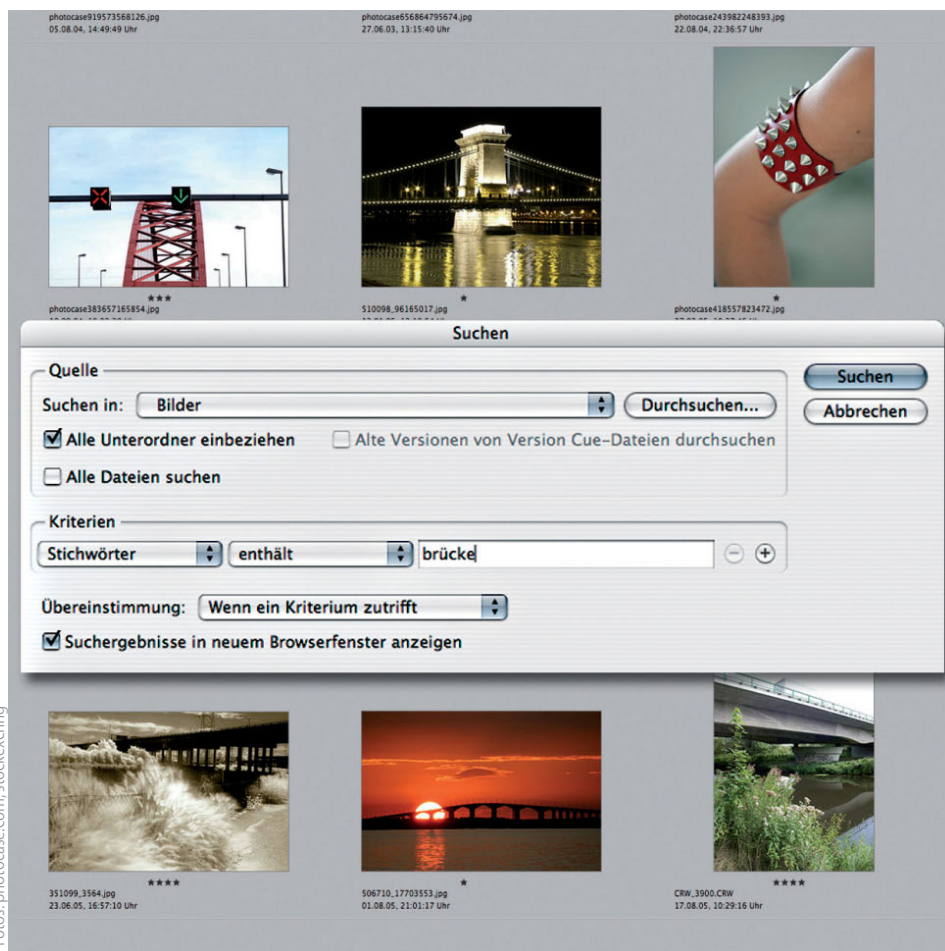 photocase919573568126.jpg
05.08.04, 14:49:49 Uhr
photocase656864795674.jpg
27.06.03, 13:15:40 Uhr
photocase243982248393.jpg
22.08.04, 22:36:57 Uhr
★★★
photocase383657165854.jpg
★
510098_96165017.jpg
★
photocase418557823472.jpg
Suchen
Quelle
Suchen in: Bilder Durchsuchen...
Alle Unterordner einbeziehen Alte Versionen von Version Cue-Dateien durchsuchen
Alle Dateien suchen
Suchen
Abbrechen
Kriterien
Stichwörter enthält brücke
Übereinstimmung: Wenn ein Kriterium zutrifft
Suchergebnisse in neuem Browserfenster anzeigen
★★★★
351099_3564.jpg
23.06.05, 16:57:10 Uhr
★
506710_17703553.jpg
01.08.05, 21:01:17 Uhr
★★★★
CRW_3900.CRW
17.08.05, 10:29:16 Uhr
Fotos: photocase.com, stockexchng